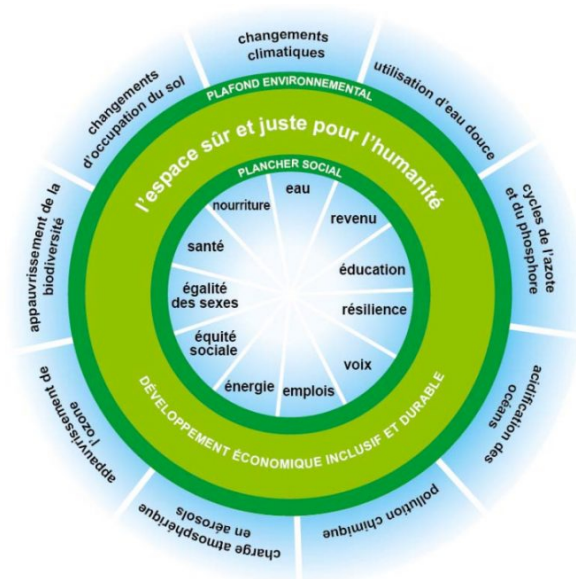 changements
climatiques
utilisation d'eau douce
cycles de l'azote
et du phosphore
acidification des
océans
pollution chimique
charge atmosphérique
en aérosols
appauvrissement de
l'ozone
appauvrissement de la
biodiversité
changements
d'occupation du sol
PLAFOND ENVIRONNEMENTAL
l'espace sûr et juste pour l'humanité
PLANCHER SOCIAL
eau
revenu
éducation
résilience
voix
emplois
énergie
équité
sociale
égalité
des sexes
santé
nourriture
DÉVELOPPEMENT ÉCONOMIQUE INCLUSIF ET DURABLE